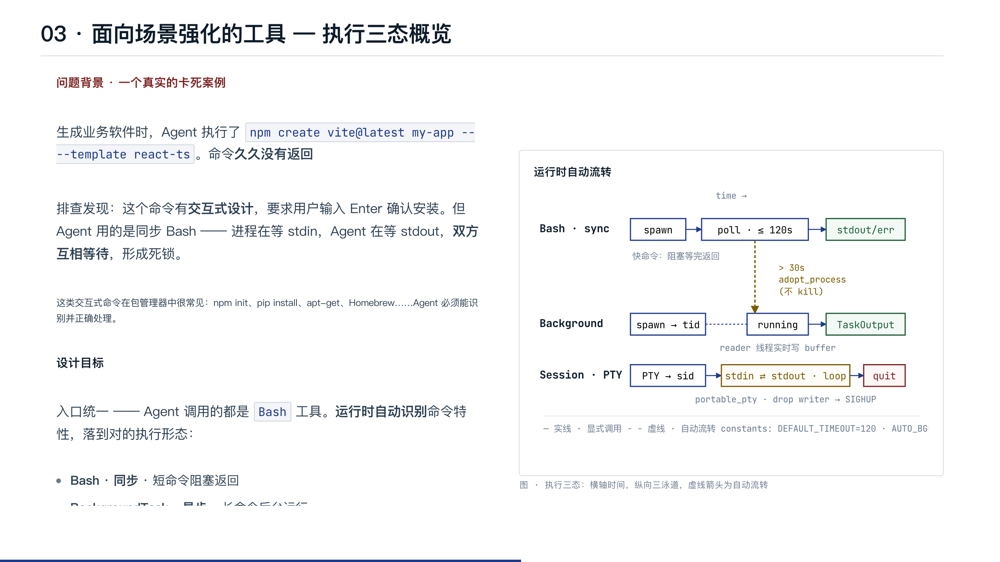 03 · 面向场景强化的工具 — 执行三态概览
问题背景 · 一个真实的卡死案例
生成业务软件时，Agent 执行了 npm create vite@latest my-app --
--template react-ts 。命令久久没有返回
排查发现：这个命令有交互式设计，要求用户输入 Enter 确认安装。但
Agent 用的是同步 Bash —— 进程在等 stdin，Agent 在等 stdout，双方
互相等待，形成死锁。
这类交互式命令在包管理器中很常见：npm init、pip install、apt-get、Homebrew……Agent 必须能识
别并正确处理。
设计目标
入口统一 —— Agent 调用的都是 Bash 工具。运行时自动识别命令特
性，落到对的执行形态：
• Bash · 同步 · 短命令阻塞返回
BackgroundTask · 异步 · 长命令后台运行
运行时自动流转
time →
Bash · sync
spawn
poll · ≤ 120s
stdout/err
快命令：阻塞等完返回
> 30s
adopt_process
(不 kill)
Background
spawn → tid
running
TaskOutput
reader 线程实时写 buffer
Session · PTY
PTY → sid
stdin ⇄ stdout · loop
quit
portable_pty · drop writer → SIGHUP
— 实线 · 显式调用 - - 虚线 · 自动流转 constants: DEFAULT_TIMEOUT=120 · AUTO_BG
图 · 执行三态：横轴时间，纵向三泳道，虚线箭头为自动流转